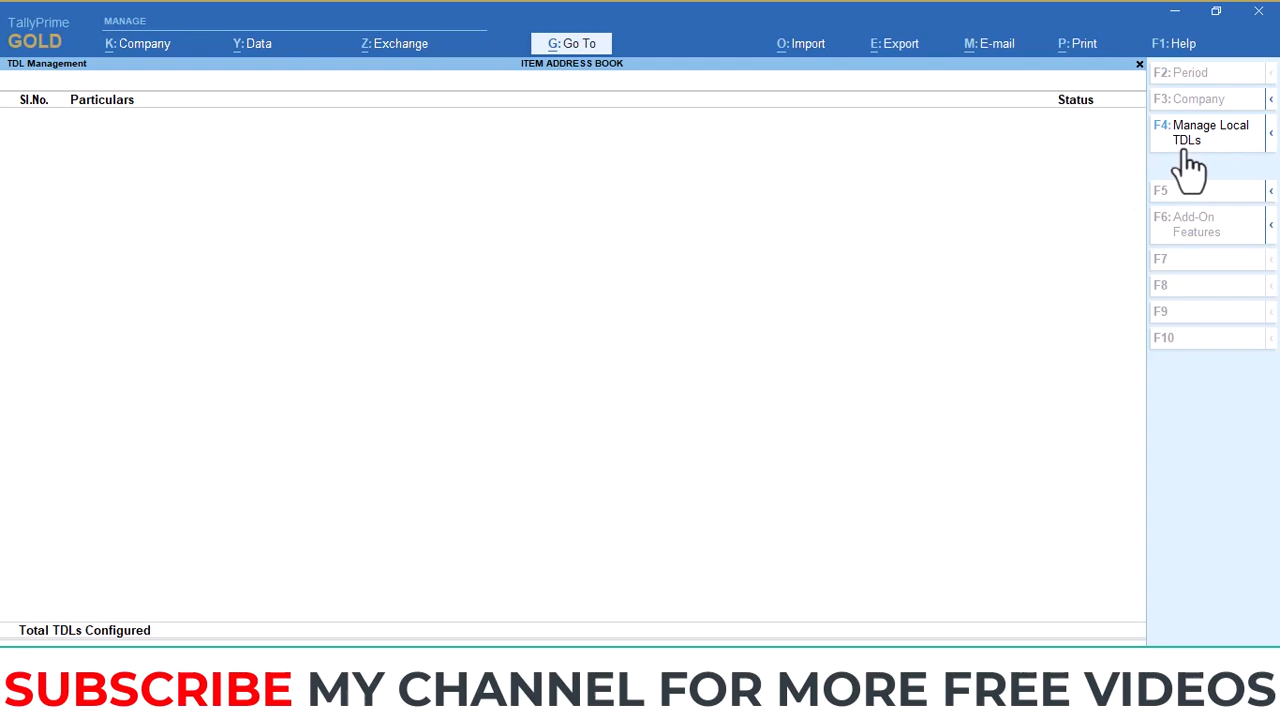 TallyPrime
GOLD
MANAGE
K: Company
Y: Data
Z: Exchange
G: Go To
O: Import
E: Export
M: E-mail
P: Print
F1: Help
TDL Management
ITEM ADDRESS BOOK
Sl.No. Particulars
Status
F2: Period
F3: Company
F4: Manage Local
TDLs
F5
F6: Add-On
Features
F7
F8
F9
F10
Total TDLs Configured
SUBSCRIBE MY CHANNEL FOR MORE FREE VIDEOS